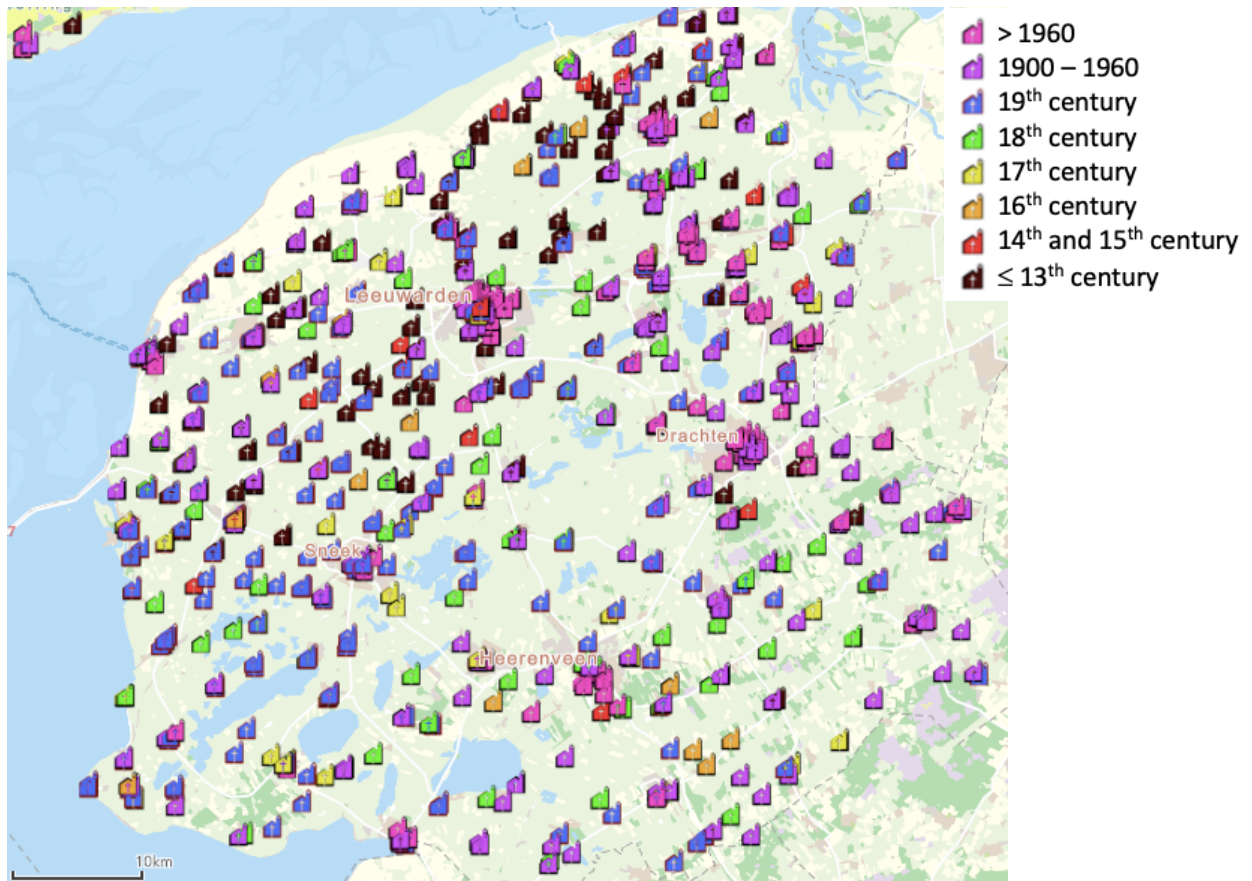 > 1960
1900 – 1960
19th century
18th century
17th century
16th century
14th and 15th century
≤ 13th century
Leeuwarden
Drachten
7
Sneek
Heerenveen
10km